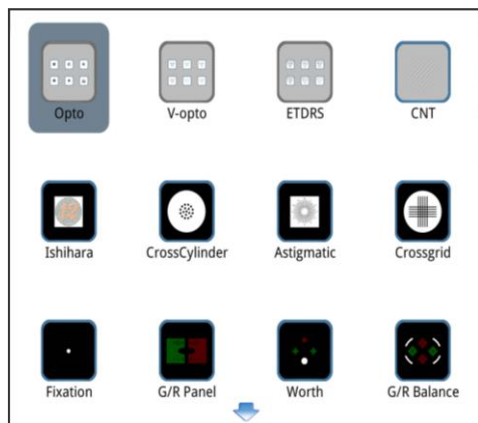 Opto V-opto ETDRS CNT
Ishihara CrossCylinder Astigmatic Crossgrid
Fixation G/R Panel Worth G/R Balance